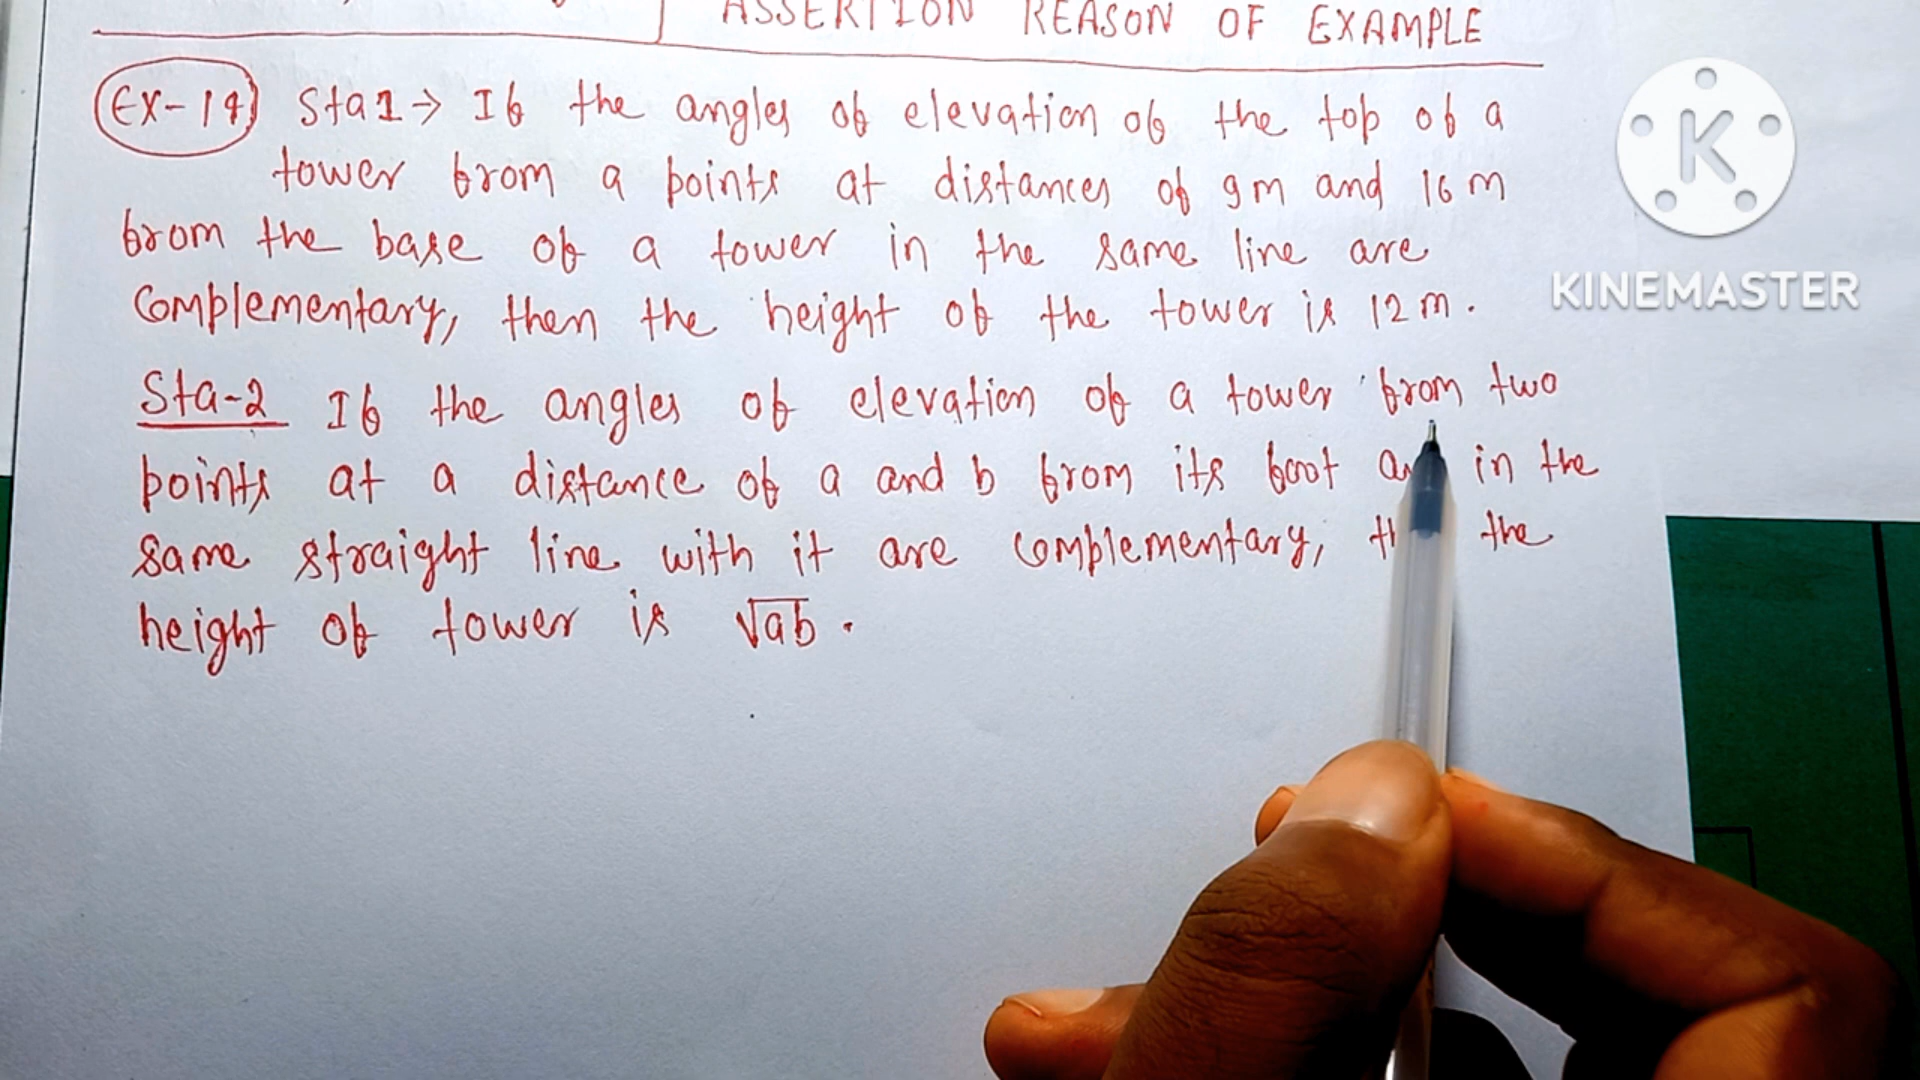 ASSERTION REASON OF EXAMPLE
Ex-14 Sta1→ If the angles of elevation of the top of a
tower from a points at distances of 9m and 16m
from the base of a tower in the same line are
Complementary, then the height of the tower is 12m.
Sta-2 If the angles of elevation of a tower from two
points at a distance of a and b from its foot in the
same straight line with it are complementary, the
height of tower is √ab.
KINEMASTER